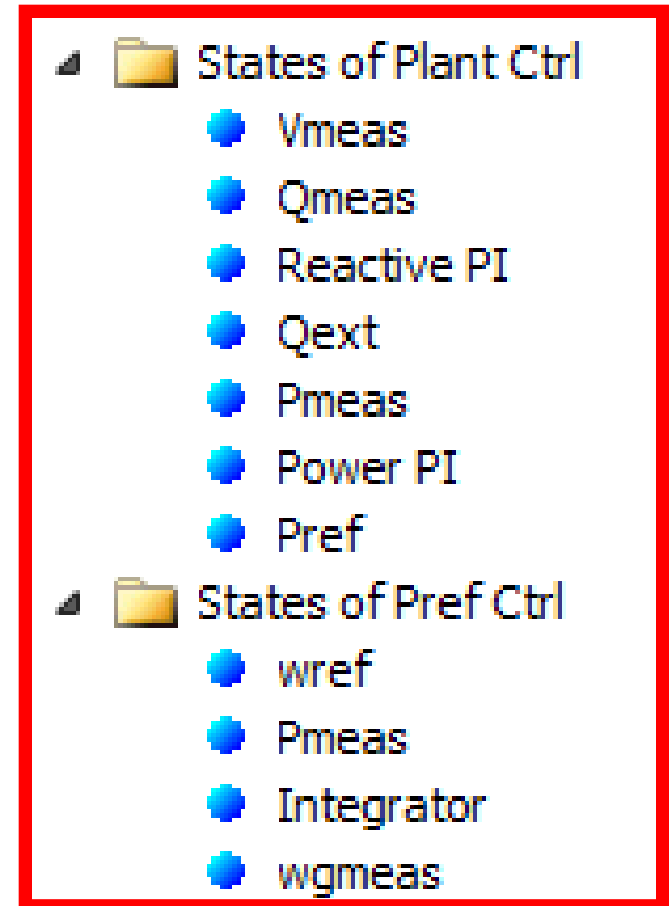 States of Plant Ctrl
Vmeas
Qmeas
Reactive PI
Qext
Pmeas
Power PI
Pref
States of Pref Ctrl
wref
Pmeas
Integrator
wgmeas